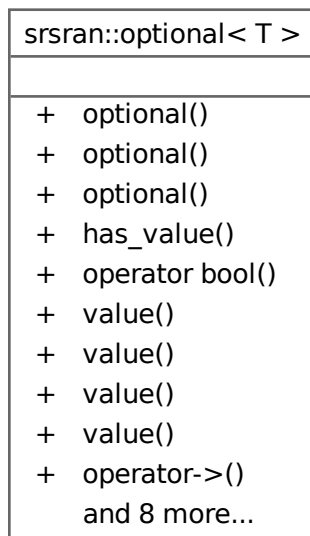 srsran::optional< T >
+ optional()
+ optional()
+ optional()
+ has_value()
+ operator bool()
+ value()
+ value()
+ value()
+ value()
+ operator->()
and 8 more...